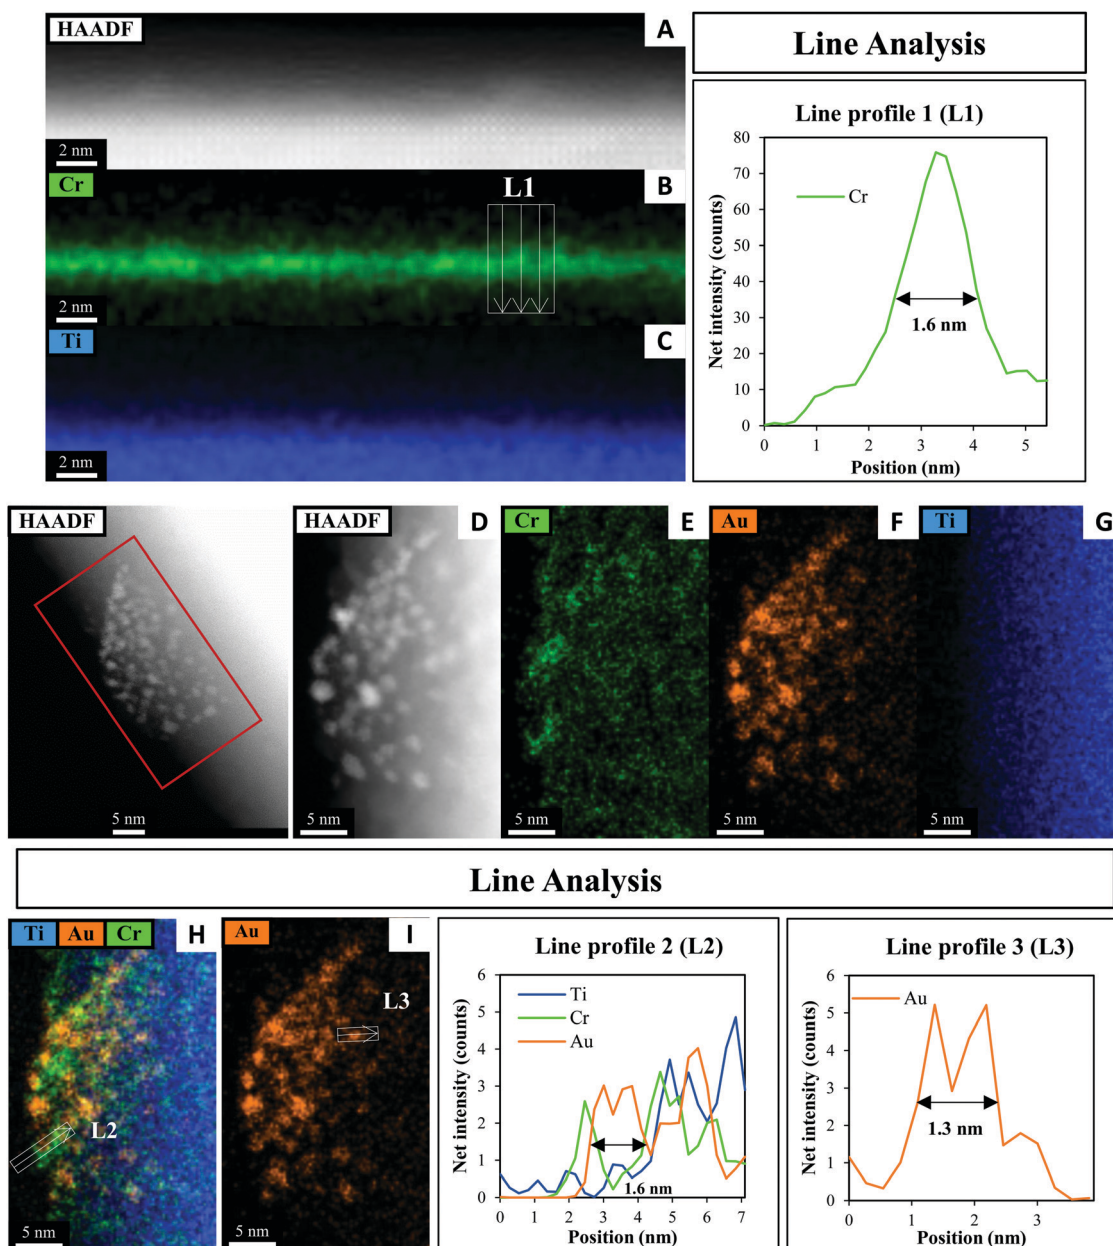 HAADF
A
2 nm
Cr
B
L1
2 nm
Ti
C
2 nm
Line Analysis
Line profile 1 (L1)
80
70
60
50
40
30
20
10
0
Cr
1.6 nm
Net intensity (counts)
0 1 2 3 4 5
Position (nm)
HAADF
5 nm
HAADF
D
5 nm
Cr
E
5 nm
Au
F
5 nm
Ti
G
5 nm
Line Analysis
Ti Au Cr
H
L2
5 nm
Au
I
L3
5 nm
Line profile 2 (L2)
6
5
4
3
2
1
0
Ti
Cr
Au
1.6 nm
Net intensity (counts)
0 1 2 3 4 5 6 7
Position (nm)
Line profile 3 (L3)
6
5
4
3
2
1
0
Au
1.3 nm
Net intensity (counts)
0 1 2 3
Position (nm)